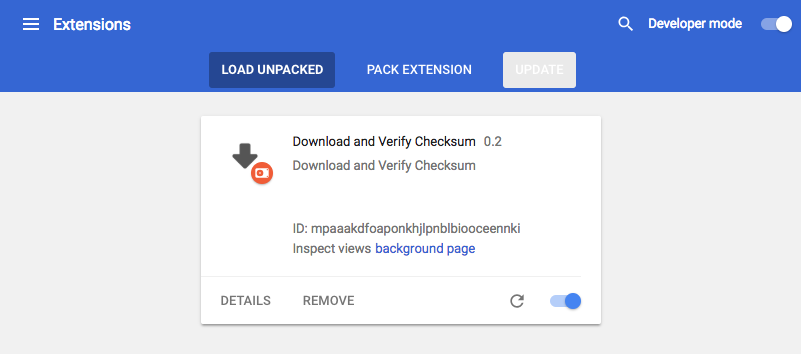 Extensions
Developer mode
LOAD UNPACKED PACK EXTENSION UPDATE
Download and Verify Checksum 0.2
Download and Verify Checksum
ID: mpaaakdfoaponkhjlpnblbiooceennki
Inspect views background page
DETAILS REMOVE